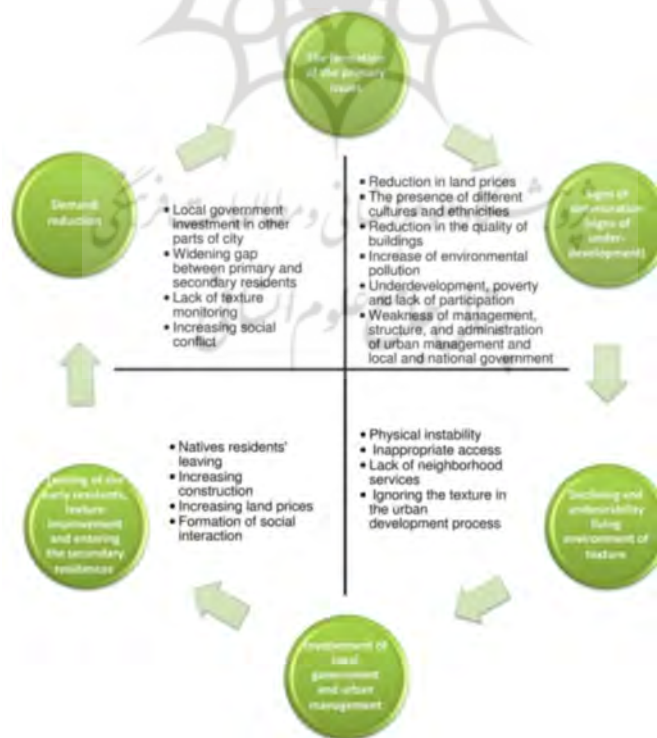 The formation
of the primary
issues
Demand
reduction
Signs of
deterioration
(signs of
under-
development)
• Local government
investment in other
parts of city
• Widening gap
between primary and
secondary residents
• Lack of texture
monitoring
• Increasing social
conflict
• Reduction in land prices
• The presence of different
cultures and ethnicities
• Reduction in the quality of
buildings
• Increase of environmental
pollution
• Underdevelopment, poverty
and lack of participation
• Weakness of management,
structure, and administration
of urban management and
local and national government
• Natives residents'
leaving
• Increasing
construction
• Increasing land prices
• Formation of social
interaction
• Physical instability
• Inappropriate access
• Lack of neighborhood
services
• Ignoring the texture in
the urban
development process
of the
early residents,
texture
improvement
and entering
the secondary
residences
Declining and
undesirability
living
environment of
texture
Involvement of
local
government
and urban
management
علوم انسانی